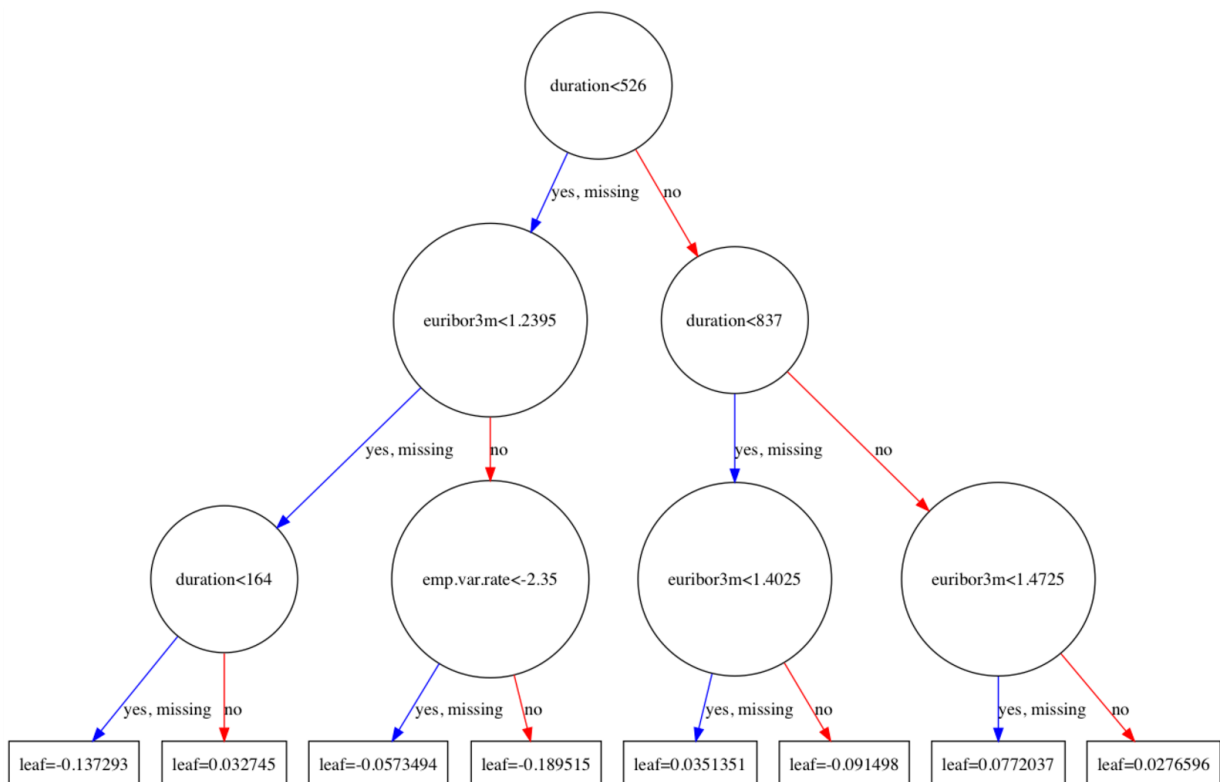 duration<526
yes, missing
no
euribor3m<1.2395
duration<837
yes, missing
no
yes, missing
no
duration<164
emp.var.rate<-2.35
euribor3m<1.4025
euribor3m<1.4725
yes, missing
no
yes, missing
no
yes, missing
no
yes, missing
no
leaf=-0.137293
leaf=0.032745
leaf=-0.0573494
leaf=-0.189515
leaf=0.0351351
leaf=-0.091498
leaf=0.0772037
leaf=0.0276596